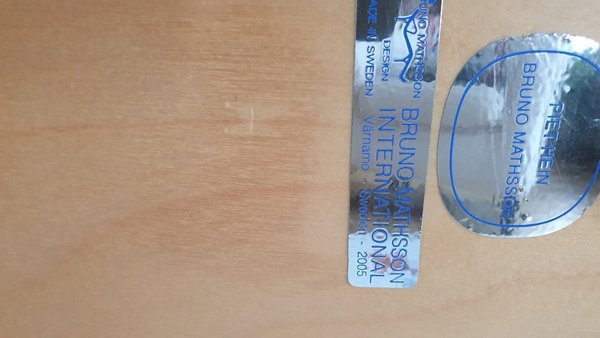 BRUNO MATHSSON
DESIGN
MADE IN SWEDEN
BRUNO MATHSSON
INTERNATIONAL
Värnamo - Sweden - 2005
PIET HEIN
BRUNO MATHSSON